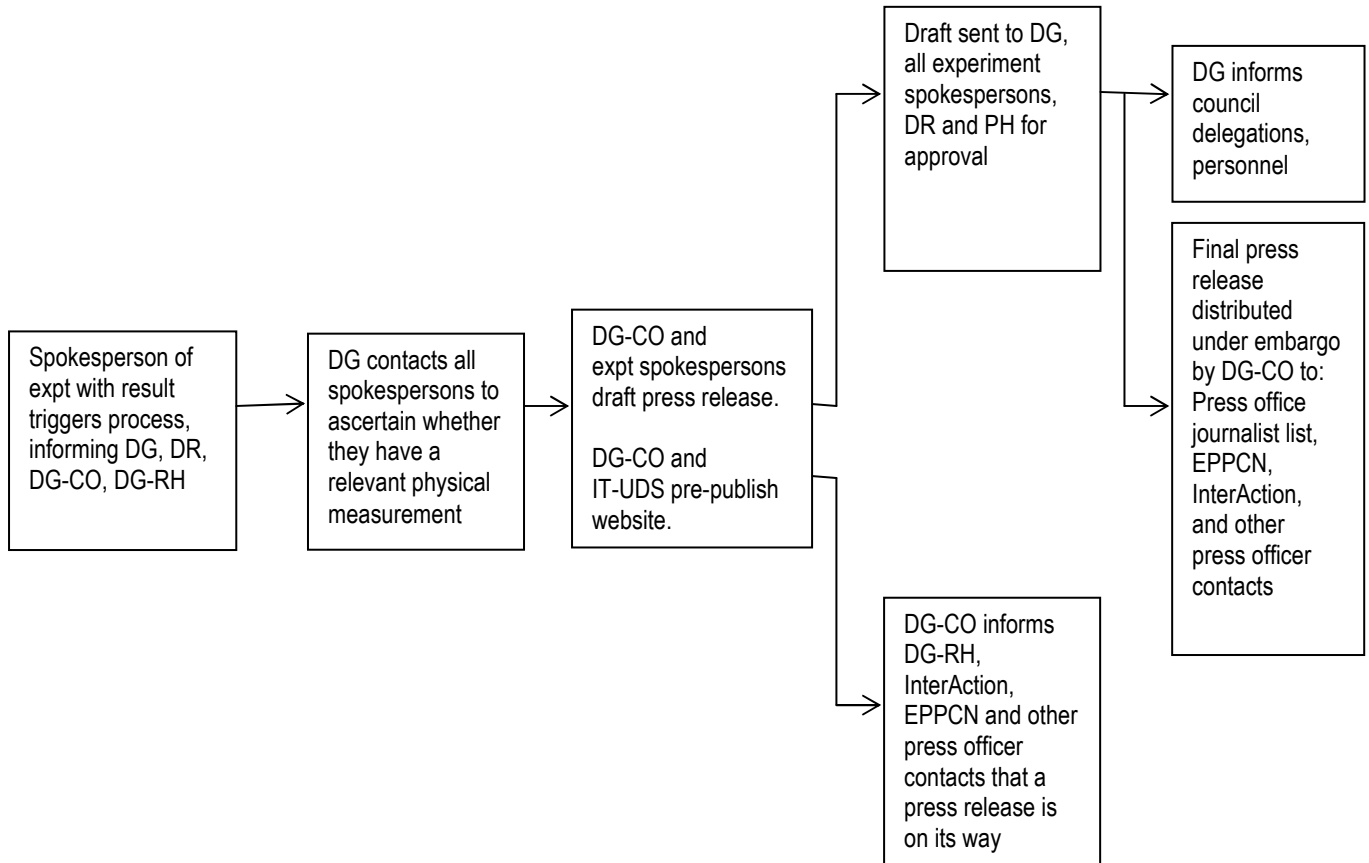 Spokesperson of
expt with result
triggers process,
informing DG, DR,
DG-CO, DG-RH
DG contacts all
spokespersons to
ascertain whether
they have a
relevant physical
measurement
DG-CO and
expt spokespersons
draft press release.
DG-CO and
IT-UDS pre-publish
website.
Draft sent to DG,
all experiment
spokespersons,
DR and PH for
approval
DG informs
council
delegations,
personnel
Final press
release
distributed
under embargo
by DG-CO to:
Press office
journalist list,
EPPCN,
InterAction,
and other
press officer
contacts
DG-CO informs
DG-RH,
InterAction,
EPPCN and other
press officer
contacts that a
press release is
on its way